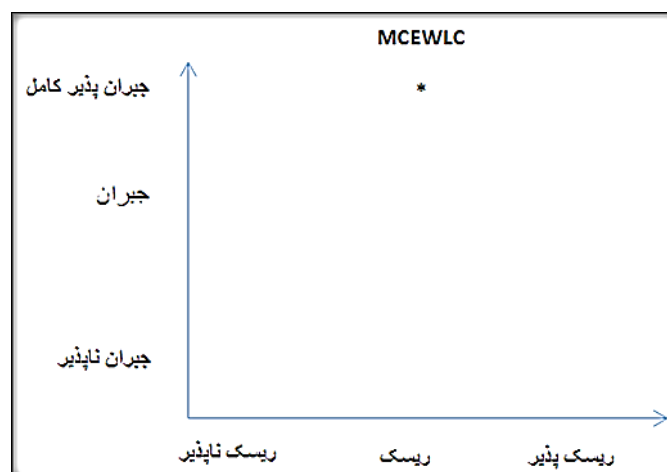 MCEWLC
جبران پذیر کامل
*
جبران
جبران ناپذیر
ریسک پذیر
ریسک
ریسک ناپذیر